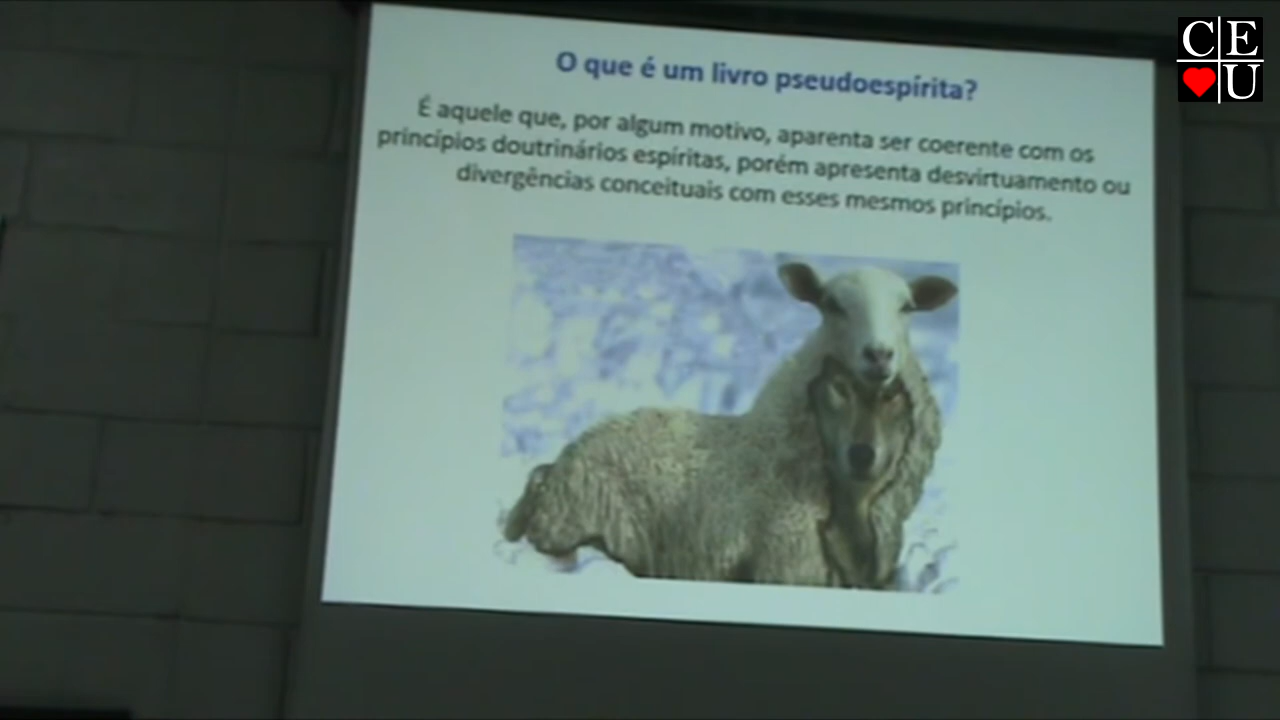 O que é um livro pseudoespírita?
É aquele que, por algum motivo, aparenta ser coerente com os
princípios doutrinários espíritas, porém apresenta desvirtuamento ou
divergências conceituais com esses mesmos princípios.
CE
U